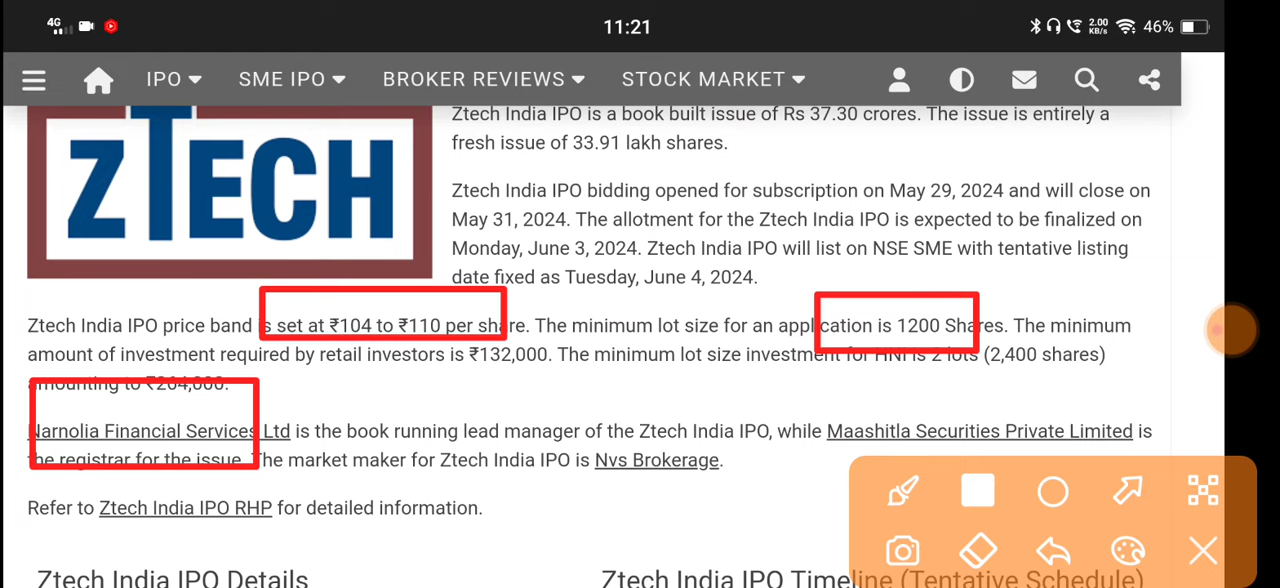 4G
11:21
2.00
KB/s
46%
IPO
SME IPO
BROKER REVIEWS
STOCK MARKET
ZTECH
Ztech India IPO is a book built issue of Rs 37.30 crores. The issue is entirely a
fresh issue of 33.91 lakh shares.
Ztech India IPO bidding opened for subscription on May 29, 2024 and will close on
May 31, 2024. The allotment for the Ztech India IPO is expected to be finalized on
Monday, June 3, 2024. Ztech India IPO will list on NSE SME with tentative listing
date fixed as Tuesday, June 4, 2024.
Ztech India IPO price band is set at ₹104 to ₹110 per share. The minimum lot size for an application is 1200 Shares. The minimum
amount of investment required by retail investors is ₹132,000. The minimum lot size investment for HNI is 2 lots (2,400 shares)
amounting to ₹264,000.
Narnolia Financial Services Ltd is the book running lead manager of the Ztech India IPO, while Maashitla Securities Private Limited is
the registrar for the issue. The market maker for Ztech India IPO is Nvs Brokerage.
Refer to Ztech India IPO RHP for detailed information.
Ztech India IPO Details
Ztech India IPO Timeline (Tentative Schedule)